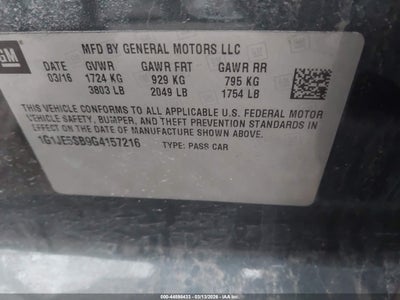 GM
MFD BY GENERAL MOTORS LLC
DATE GVWR GAWR FRT GAWR RR
03/16 1724 KG 929 KG 795 KG
3803 LB 2049 LB 1754 LB
THIS VEHICLE CONFORMS TO ALL APPLICABLE U.S. FEDERAL MOTOR
VEHICLE SAFETY, BUMPER, AND THEFT PREVENTION STANDARDS IN
EFFECT ON THE DATE OF MANUFACTURE SHOWN ABOVE.
1G1JE5SB9G4157216 TYPE: PASS CAR